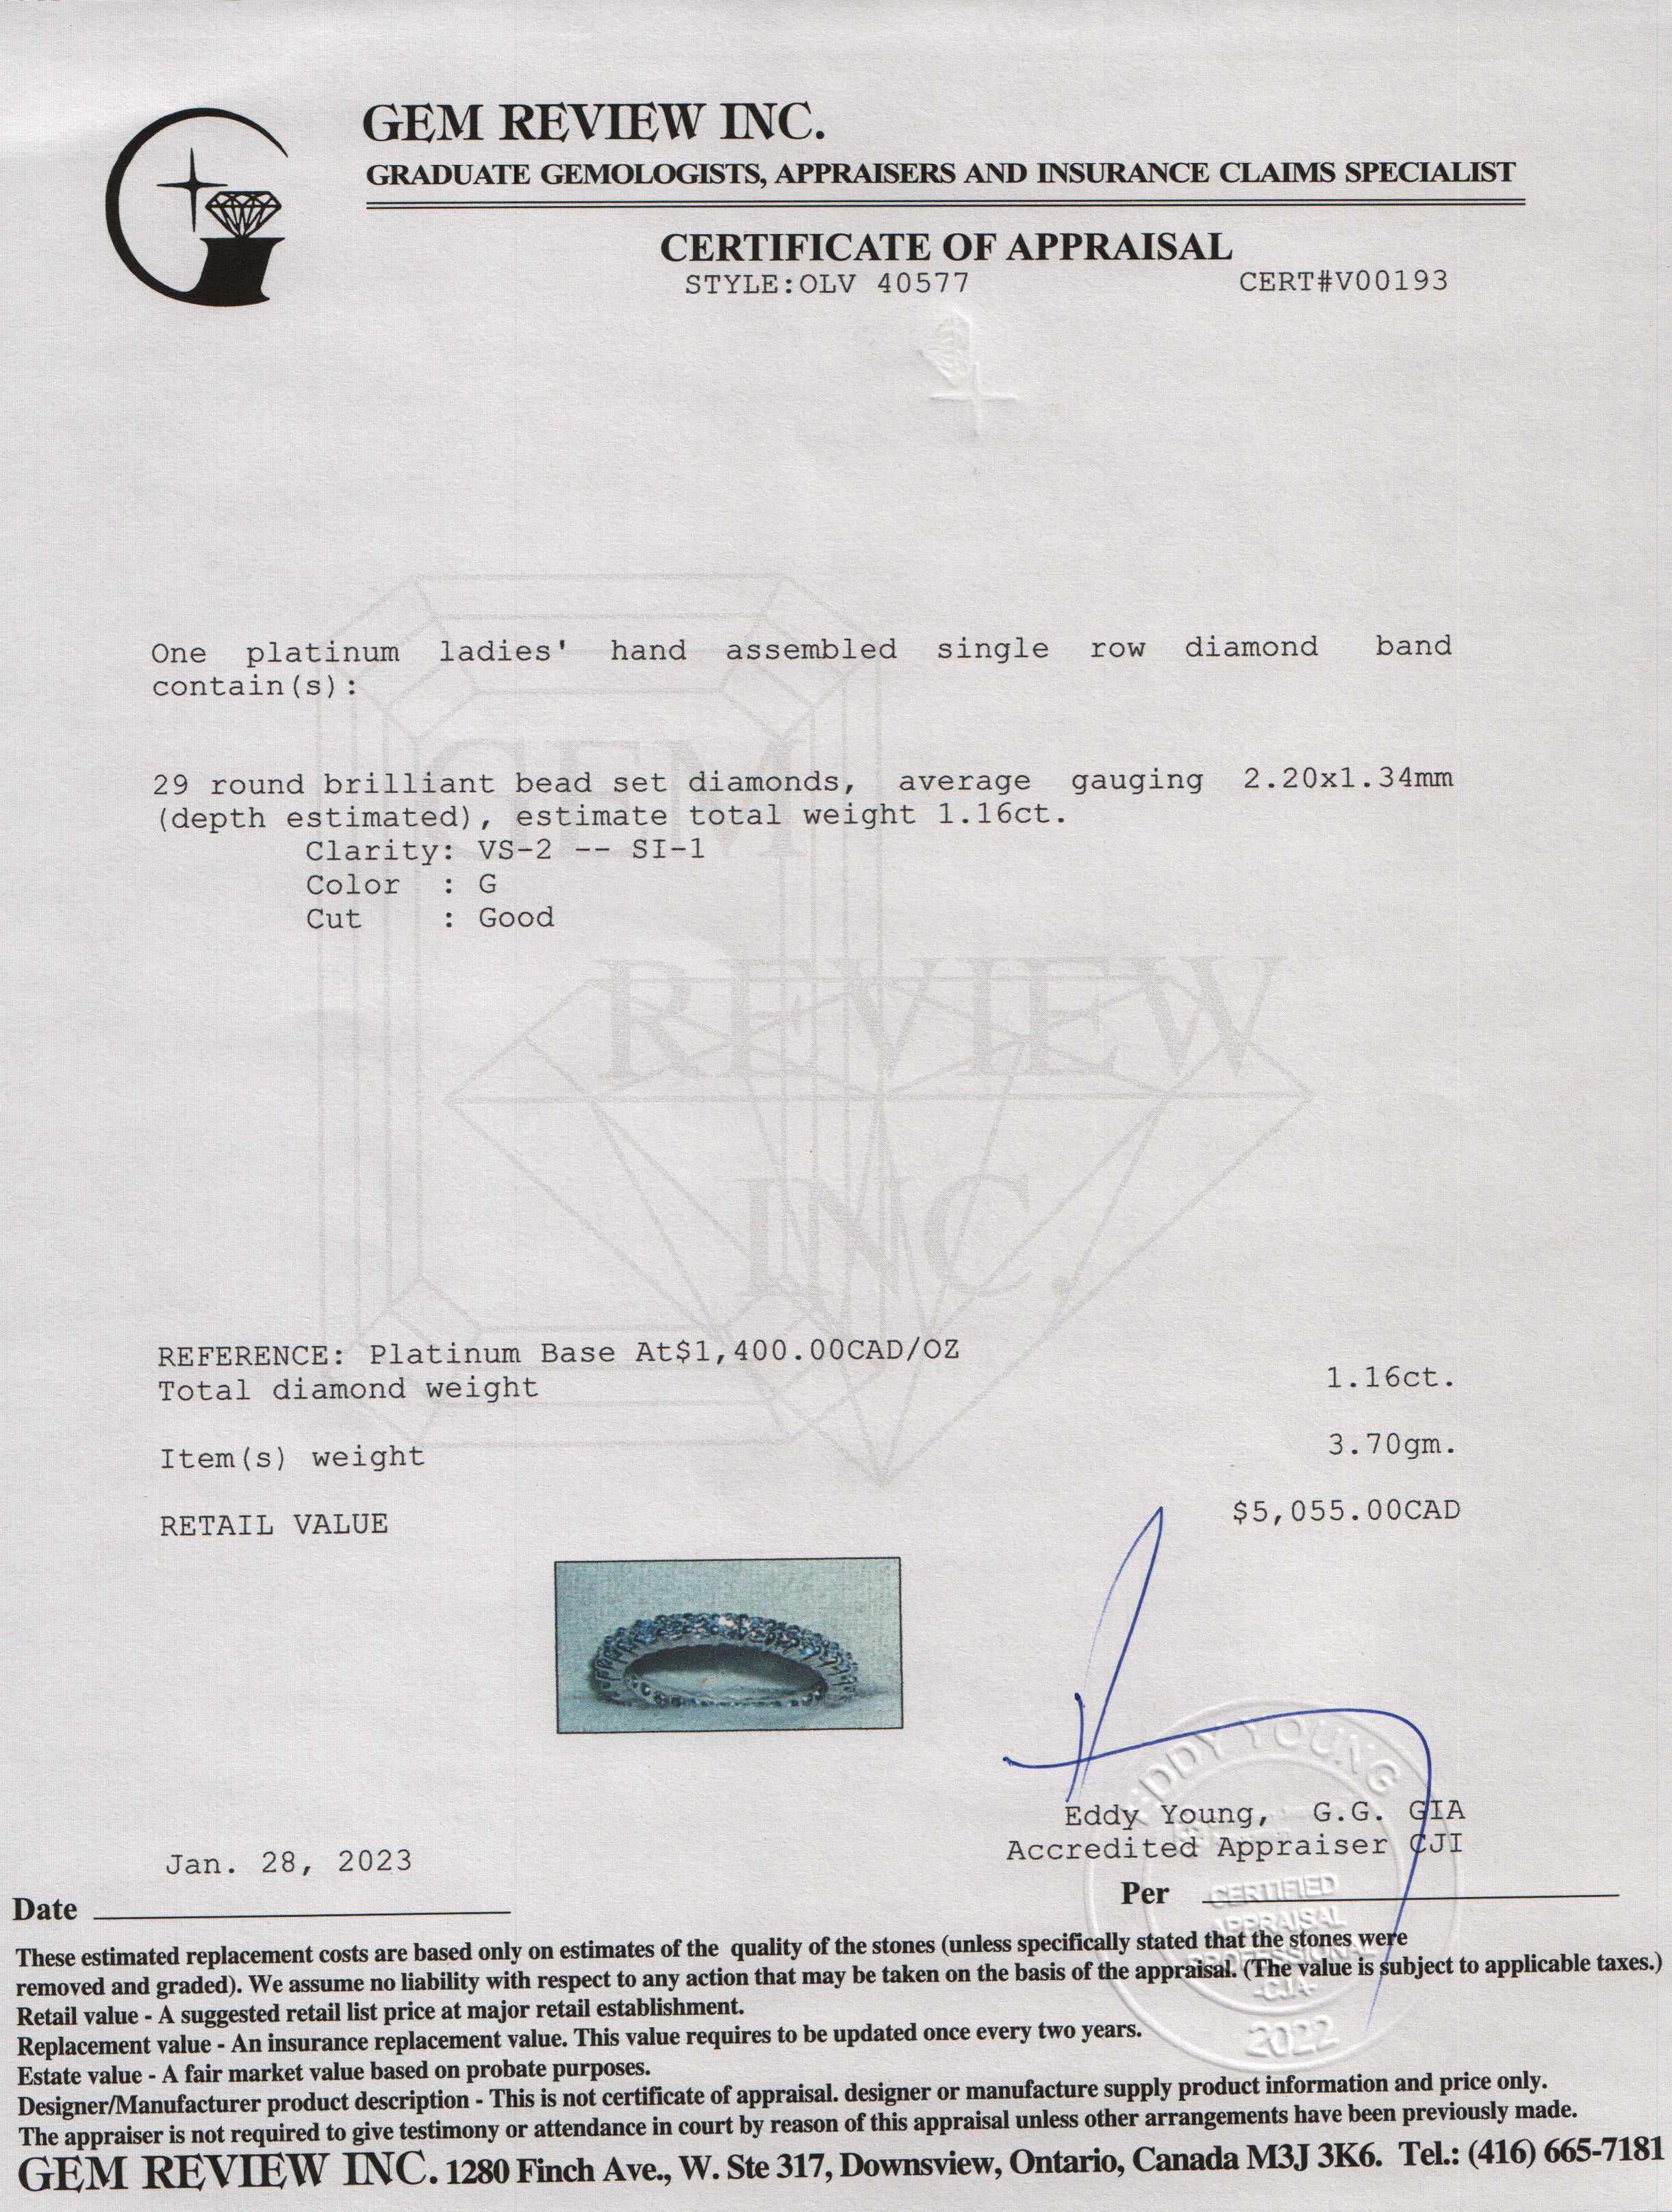 GEM REVIEW INC.
GRADUATE GEMOLOGISTS, APPRAISERS AND INSURANCE CLAIMS SPECIALIST
CERTIFICATE OF APPRAISAL
STYLE:OLV 40577 CERT#V00193
One platinum ladies' hand assembled single row diamond band
contain(s):
GEM
29 round brilliant bead set diamonds, average gauging 2.20x1.34mm
(depth estimated), estimate total weight 1.16ct.
Clarity: VS-2 -- SI-1
Color : G
Cut : Good
REVIEW
INC.
REFERENCE: Platinum Base At$1,400.00CAD/OZ
Total diamond weight 1.16ct.
Item(s) weight 3.70gm.
RETAIL VALUE $5,055.00CAD
EDDY YOUNG
Eddy Young, G.G. GIA
Accredited Appraiser CJI
Jan. 28, 2023
Date
Per
CERTIFIED
APPRAISAL
PROFESSIONAL
-CJA-
2022
These estimated replacement costs are based only on estimates of the quality of the stones (unless specifically stated that the stones were
removed and graded). We assume no liability with respect to any action that may be taken on the basis of the appraisal. (The value is subject to applicable taxes.)
Retail value - A suggested retail list price at major retail establishment.
Replacement value - An insurance replacement value. This value requires to be updated once every two years.
Estate value - A fair market value based on probate purposes.
Designer/Manufacturer product description - This is not certificate of appraisal. designer or manufacture supply product information and price only.
The appraiser is not required to give testimony or attendance in court by reason of this appraisal unless other arrangements have been previously made.
GEM REVIEW INC. 1280 Finch Ave., W. Ste 317, Downsview, Ontario, Canada M3J 3K6. Tel.: (416) 665-7181